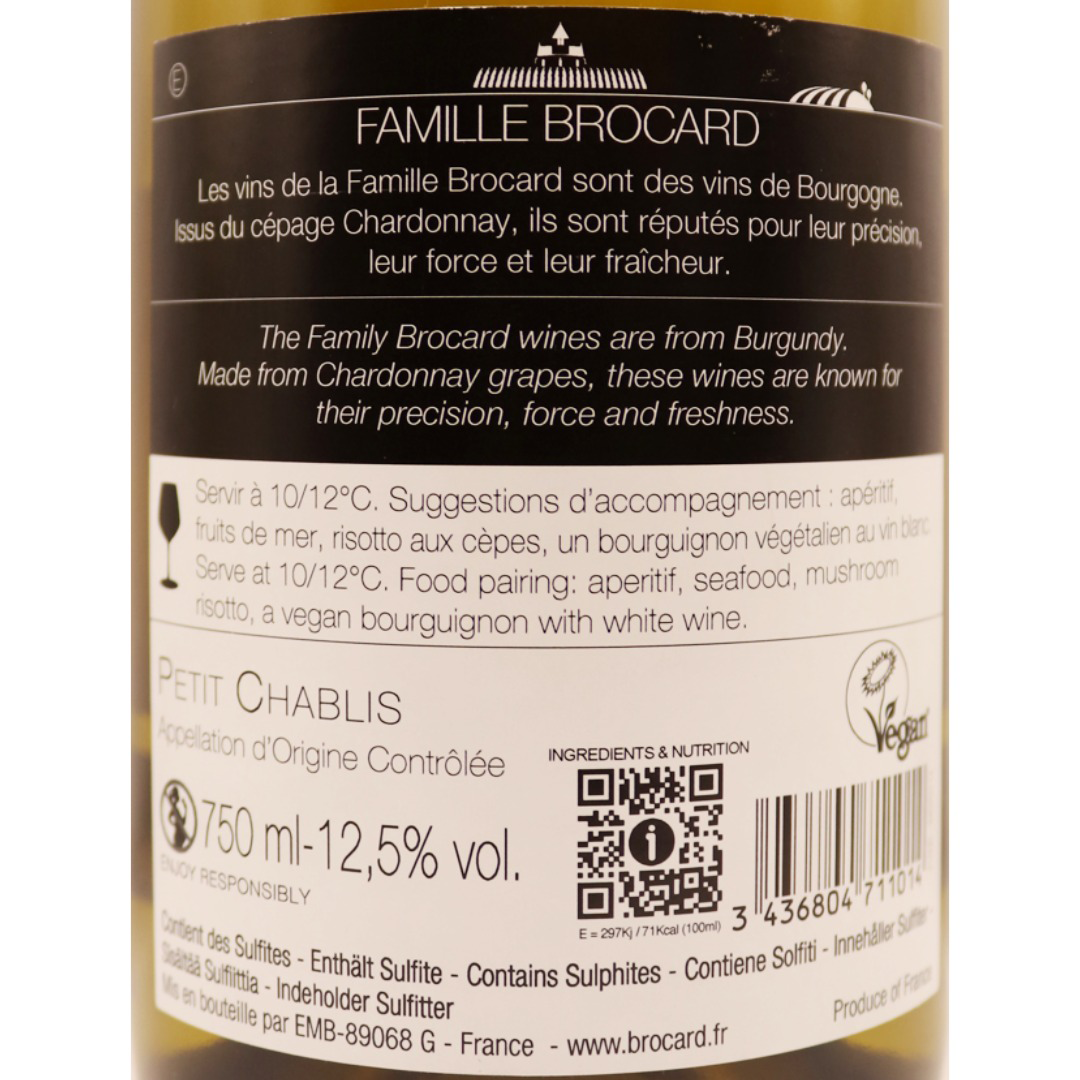 E
FAMILLE BROCARD
Les vins de la Famille Brocard sont des vins de Bourgogne.
Issus du cépage Chardonnay, ils sont réputés pour leur précision,
leur force et leur fraîcheur.
The Family Brocard wines are from Burgundy.
Made from Chardonnay grapes, these wines are known for
their precision, force and freshness.
Servir à 10/12°C. Suggestions d'accompagnement : apéritif,
fruits de mer, risotto aux cèpes, un bourguignon végétalien au vin blanc.
Serve at 10/12°C. Food pairing: aperitif, seafood, mushroom
risotto, a vegan bourguignon with white wine.
PETIT CHABLIS
Appellation d'Origine Contrôlée
Vegan
INGREDIENTS & NUTRITION
i
750 ml-12,5% vol.
ENJOY RESPONSIBLY
E = 297Kj / 71Kcal (100ml)
3 436804 711014
Contient des Sulfites - Enthält Sulfite - Contains Sulphites - Contiene Solfiti - Innehåller Sulfiter -
Sisältää Sulfiittia - Indeholder Sulfitter
Mis en bouteille par EMB-89068 G - France - www.brocard.fr
Produce of France